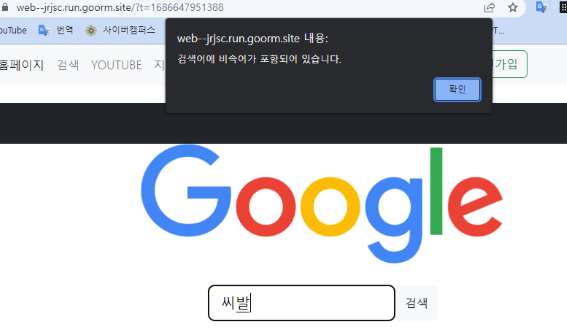 web--jrjsc.run.goorm.site/?t=1686647951388
ouTube 번역 사이버캠퍼스
web--jrjsc.run.goorm.site 내용:
검색어에 비속어가 포함되어 있습니다.
확인
홈페이지 검색 YOUTUBE 가입
Google
씨발 검색